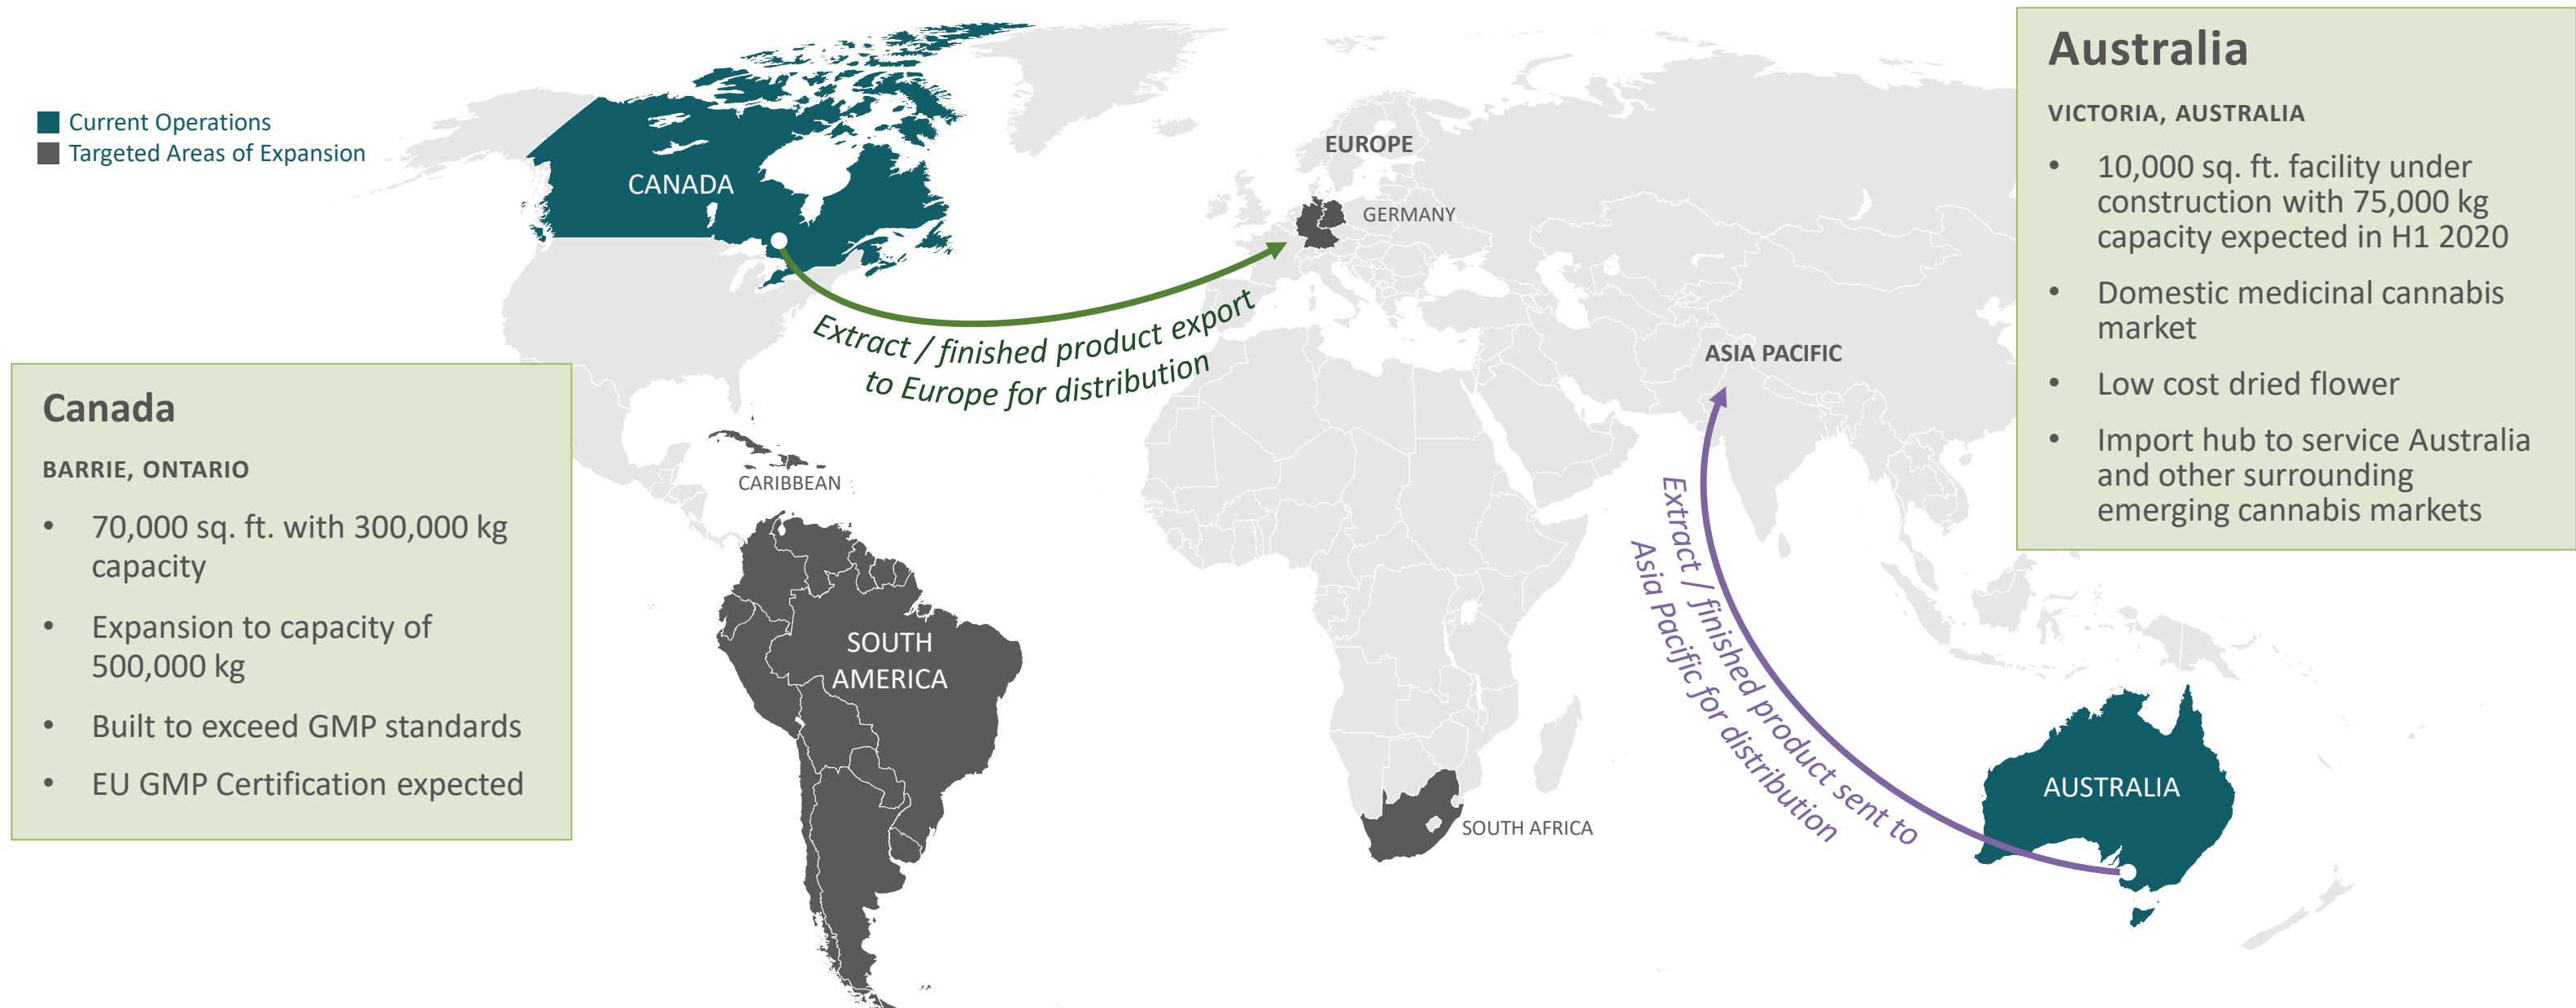 Current Operations
Targeted Areas of Expansion
CANADA
EUROPE
GERMANY
Extract / finished product export
to Europe for distribution
ASIA PACIFIC
Extract / finished product sent to
Asia Pacific for distribution
CARIBBEAN
SOUTH
AMERICA
SOUTH AFRICA
AUSTRALIA
Canada
BARRIE, ONTARIO
• 70,000 sq. ft. with 300,000 kg
capacity
• Expansion to capacity of
500,000 kg
• Built to exceed GMP standards
• EU GMP Certification expected
Australia
VICTORIA, AUSTRALIA
• 10,000 sq. ft. facility under
construction with 75,000 kg
capacity expected in H1 2020
• Domestic medicinal cannabis
market
• Low cost dried flower
• Import hub to service Australia
and other surrounding
emerging cannabis markets